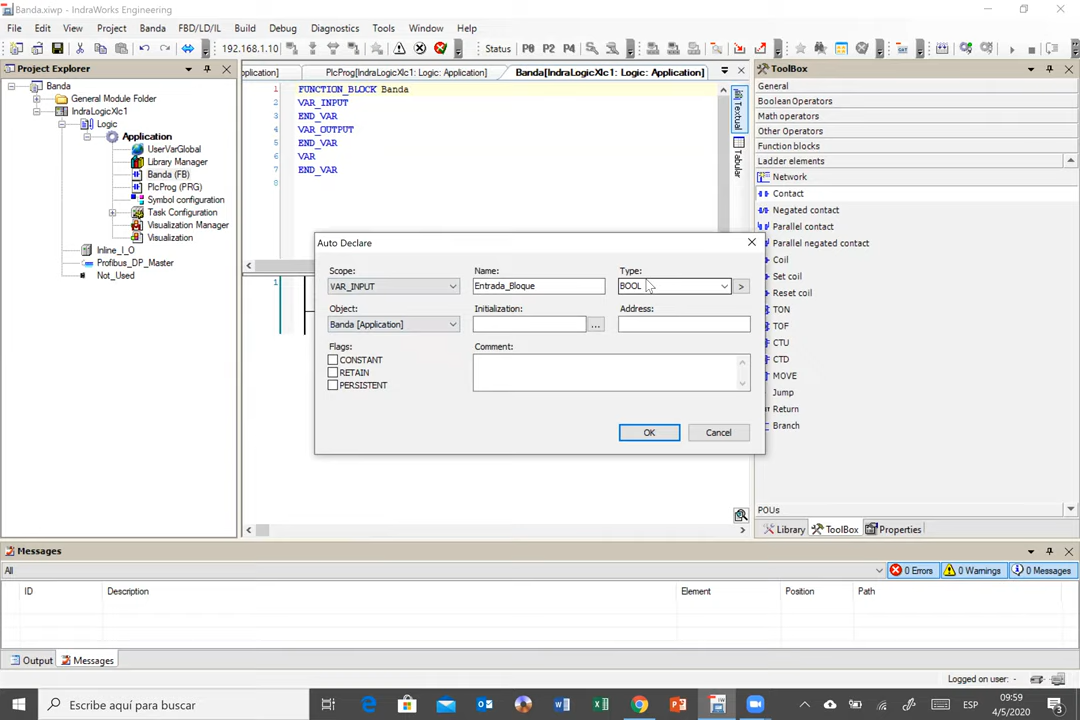 Banda.xiwp - IndraWorks Engineering
File Edit View Project Banda FBD/LD/IL Build Debug Diagnostics Tools Window Help
192.168.1.10 Status P0 P2 P4
Project Explorer
Banda
General Module Folder
IndraLogicXlc1
Logic
Application
UserVarGlobal
Library Manager
Banda (FB)
PlcProg (PRG)
Symbol configuration
Task Configuration
Visualization Manager
Visualization
Inline_I_O
Profibus_DP_Master
Not_Used
pplication] PlcProg[IndraLogicXlc1: Logic: Application] Banda[IndraLogicXlc1: Logic: Application]
1 FUNCTION_BLOCK Banda
2 VAR_INPUT
3 END_VAR
4 VAR_OUTPUT
5 END_VAR
6 VAR
7 END_VAR
8
Textual
Tabular
1
Auto Declare
Scope: Name: Type:
VAR_INPUT Entrada_Bloque BOOL >
Object: Initialization: Address:
Banda [Application] ...
Flags: Comment:
CONSTANT
RETAIN
PERSISTENT
OK Cancel
ToolBox
General
Boolean Operators
Math operators
Other Operators
Function blocks
Ladder elements
Network
Contact
Negated contact
Parallel contact
Parallel negated contact
Coil
Set coil
Reset coil
TON
TOF
CTU
CTD
MOVE
Jump
Return
Branch
POUs
Library ToolBox Properties
Messages
All 0 Errors 0 Warnings 0 Messages
ID Description Element Position Path
Output Messages
Logged on user: -
Escribe aquí para buscar
ESP
09:59
4/5/2020